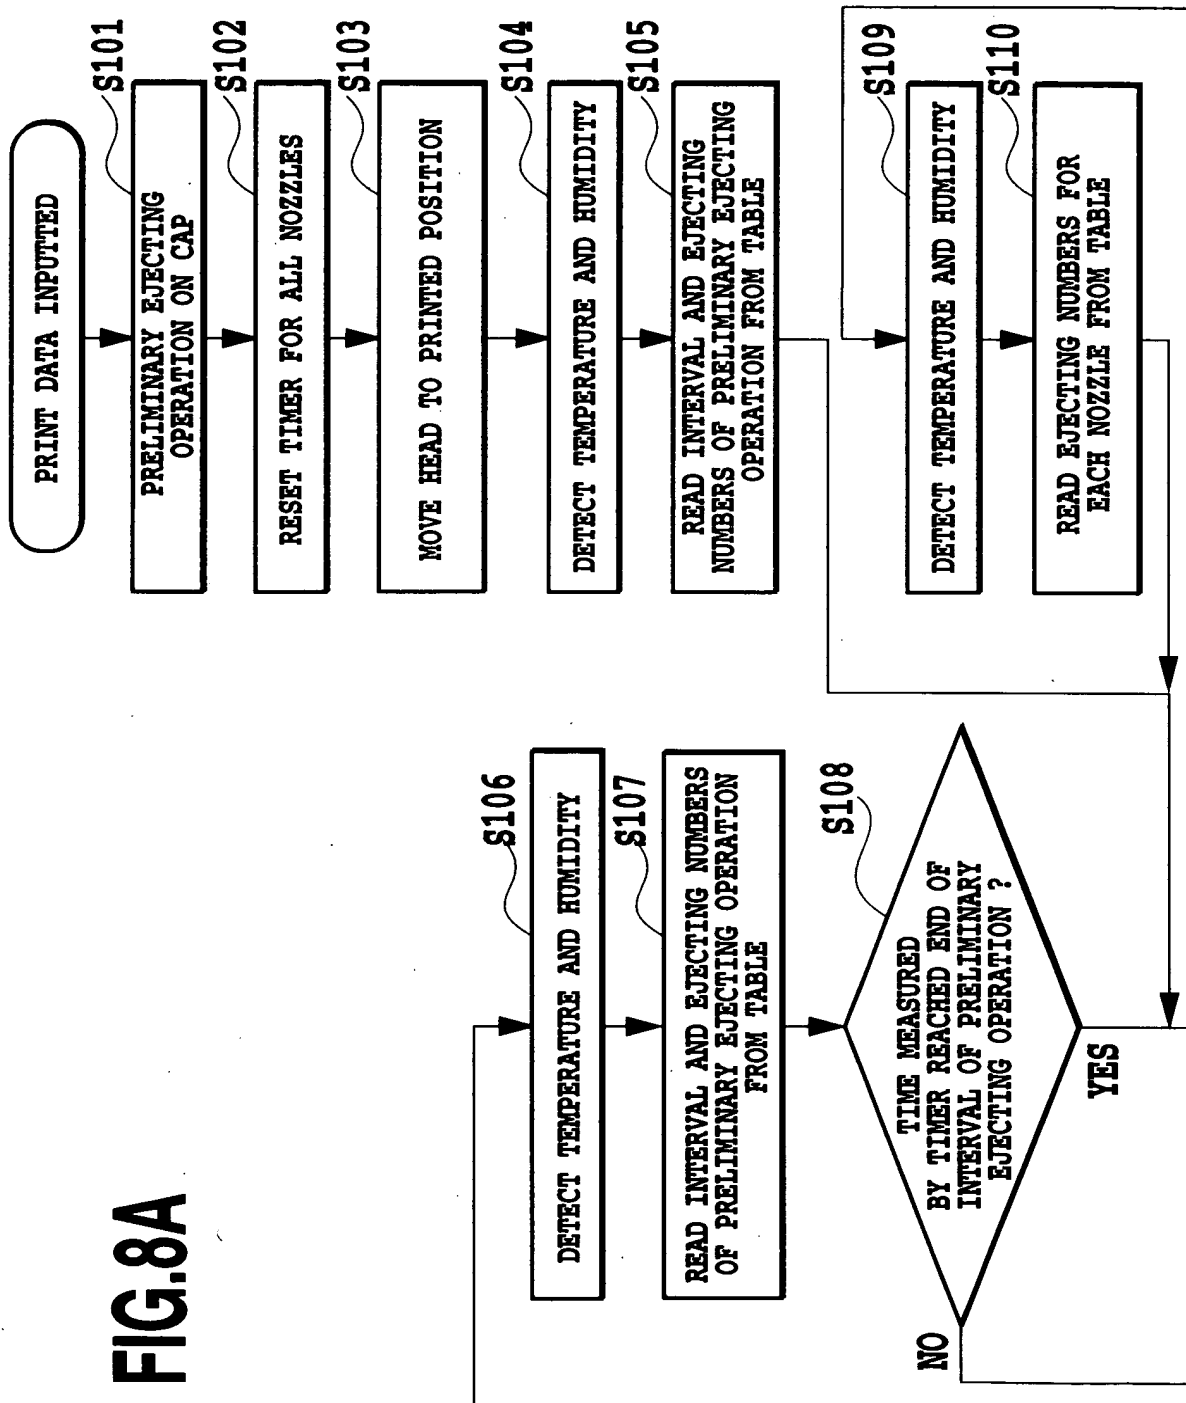 FIG.8A
PRINT DATA INPUTTED
S101
PRELIMINARY EJECTING
OPERATION ON CAP
S102
RESET TIMER FOR ALL NOZZLES
S103
MOVE HEAD TO PRINTED POSITION
S104
DETECT TEMPERATURE AND HUMIDITY
S105
READ INTERVAL AND EJECTING
NUMBERS OF PRELIMINARY EJECTING
OPERATION FROM TABLE
S106
DETECT TEMPERATURE AND HUMIDITY
S107
READ INTERVAL AND EJECTING NUMBERS
OF PRELIMINARY EJECTING OPERATION
FROM TABLE
S108
TIME MEASURED
BY TIMER REACHED END OF
INTERVAL OF PRELIMINARY
EJECTING OPERATION ?
NO
YES
S109
DETECT TEMPERATURE AND HUMIDITY
S110
READ EJECTING NUMBERS FOR
EACH NOZZLE FROM TABLE